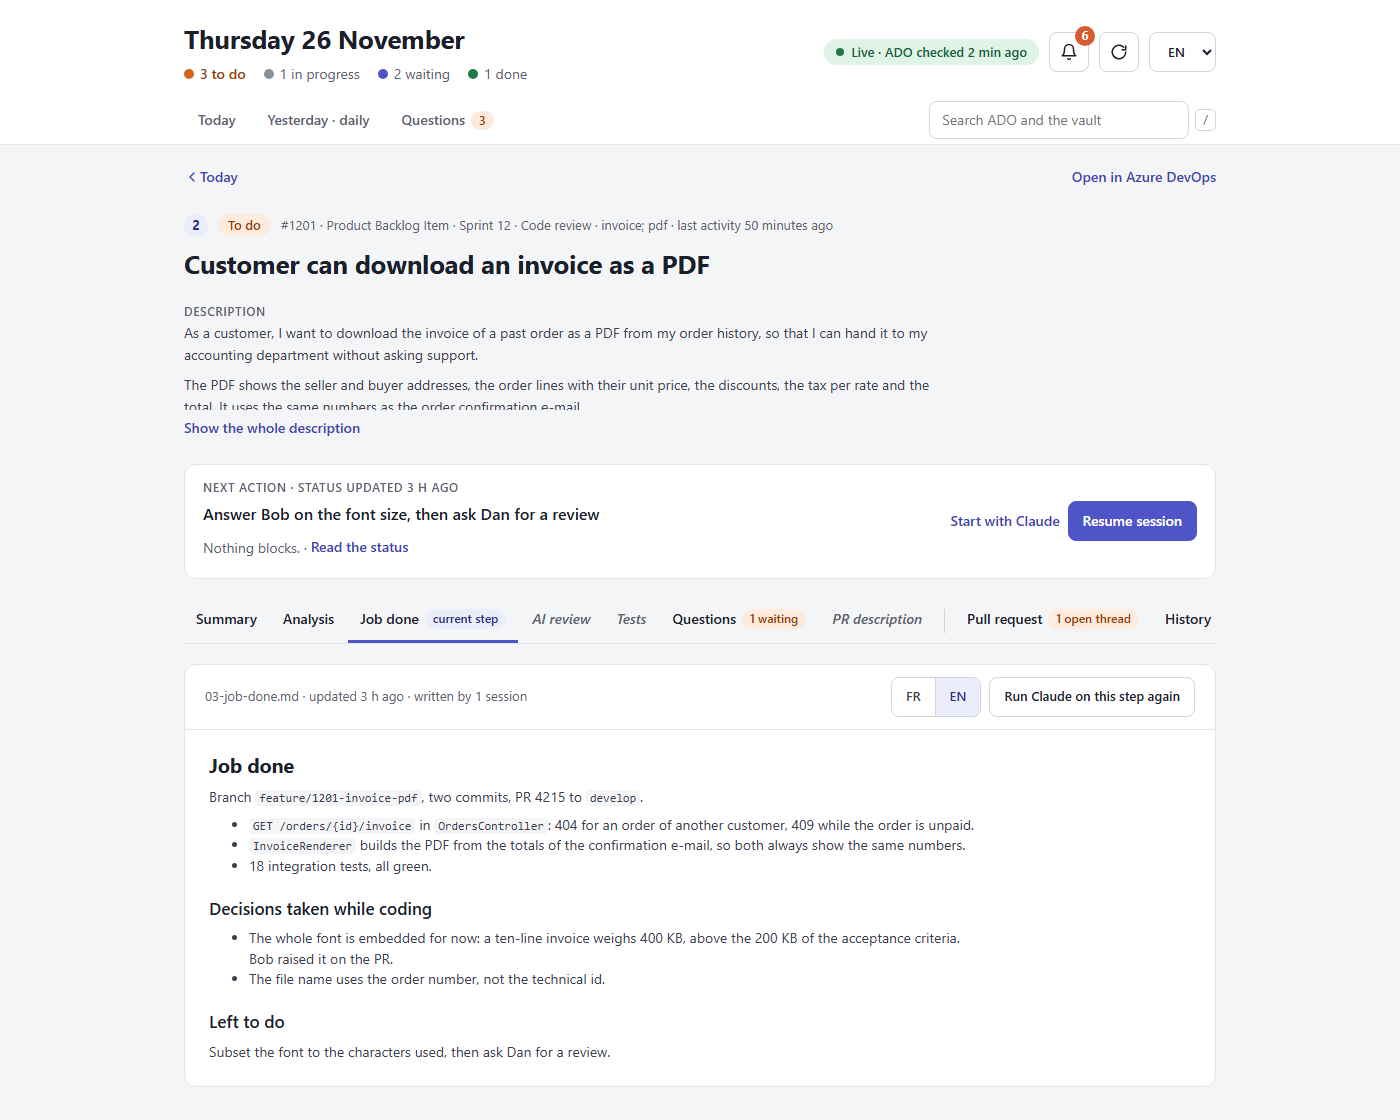 Thursday 26 November
3 to do 1 in progress 2 waiting 1 done
Live · ADO checked 2 min ago
6
EN
Today Yesterday · daily Questions 3
Search ADO and the vault /
Today
Open in Azure DevOps
2 To do #1201 · Product Backlog Item · Sprint 12 · Code review · invoice; pdf · last activity 50 minutes ago
Customer can download an invoice as a PDF
DESCRIPTION
As a customer, I want to download the invoice of a past order as a PDF from my order history, so that I can hand it to my
accounting department without asking support.
The PDF shows the seller and buyer addresses, the order lines with their unit price, the discounts, the tax per rate and the
total. It uses the same numbers as the order confirmation e-mail.
Show the whole description
NEXT ACTION · STATUS UPDATED 3 H AGO
Answer Bob on the font size, then ask Dan for a review
Nothing blocks. · Read the status
Start with Claude Resume session
Summary Analysis Job done current step AI review Tests Questions 1 waiting PR description Pull request 1 open thread History
03-job-done.md · updated 3 h ago · written by 1 session
FR EN Run Claude on this step again
Job done
Branch feature/1201-invoice-pdf, two commits, PR 4215 to develop.
GET /orders/{id}/invoice in OrdersController: 404 for an order of another customer, 409 while the order is unpaid.
InvoiceRenderer builds the PDF from the totals of the confirmation e-mail, so both always show the same numbers.
18 integration tests, all green.
Decisions taken while coding
The whole font is embedded for now: a ten-line invoice weighs 400 KB, above the 200 KB of the acceptance criteria.
Bob raised it on the PR.
The file name uses the order number, not the technical id.
Left to do
Subset the font to the characters used, then ask Dan for a review.